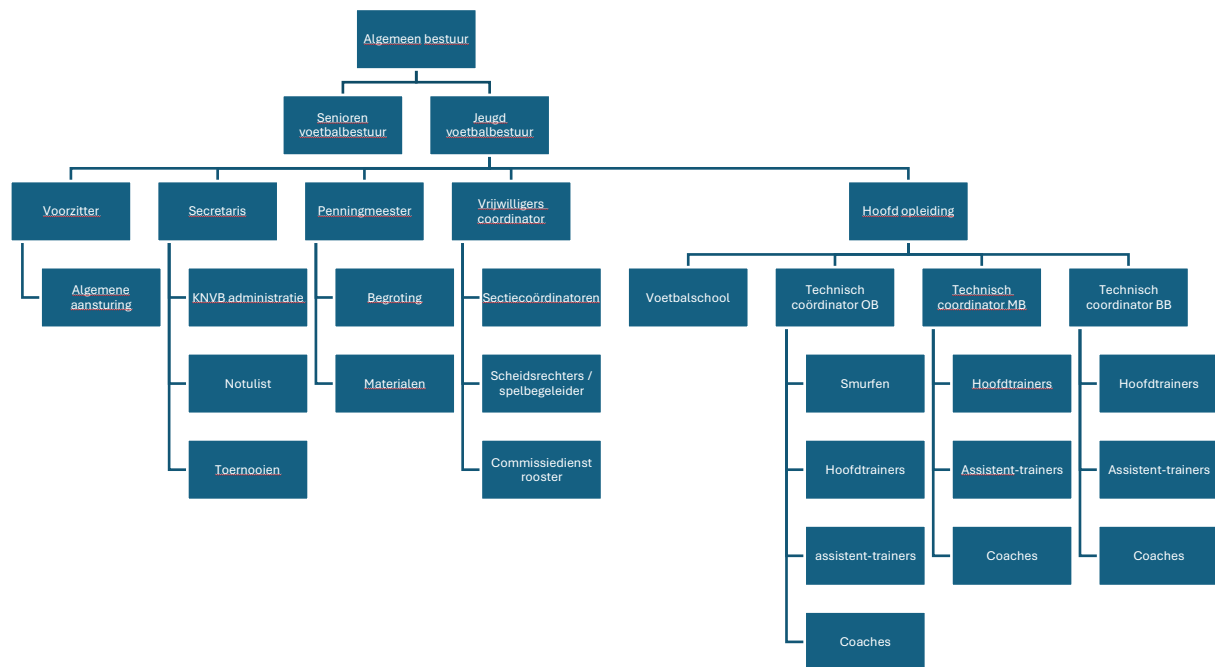 Algemeen bestuur
Senioren
voetbalbestuur
Jeugd
voetbalbestuur
Voorzitter
Secretaris
Penningmeester
Vrijwilligers
coordinator
Hoofd opleiding
Algemene
aansturing
KNVB administratie
Begroting
Sectiecoördinatoren
Voetbalschool
Technisch
coördinator OB
Technisch
coordinator MB
Technisch
coordinator BB
Notulist
Materialen
Scheidsrechters /
spelbegeleider
Smurfen
Hoofdtrainers
Hoofdtrainers
Toernooien
Commissiedienst
rooster
Hoofdtrainers
Assistent-trainers
Assistent-trainers
assistent-trainers
Coaches
Coaches
Coaches